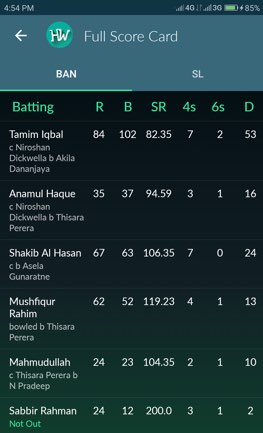 4:54 PM 4G 3G 85%
HW Full Score Card
BAN SL
Batting R B SR 4s 6s D
Tamim Iqbal 84 102 82.35 7 2 53
c Niroshan
Dickwella b Akila
Dananjaya
Anamul Haque 35 37 94.59 3 1 16
c Niroshan
Dickwella b Thisara
Perera
Shakib Al Hasan 67 63 106.35 7 0 24
c b Asela
Gunaratne
Mushfiqur
Rahim 62 52 119.23 4 1 13
bowled b Thisara
Perera
Mahmudullah 24 23 104.35 2 1 10
c Thisara Perera b
N Pradeep
Sabbir Rahman 24 12 200.0 3 1 2
Not Out